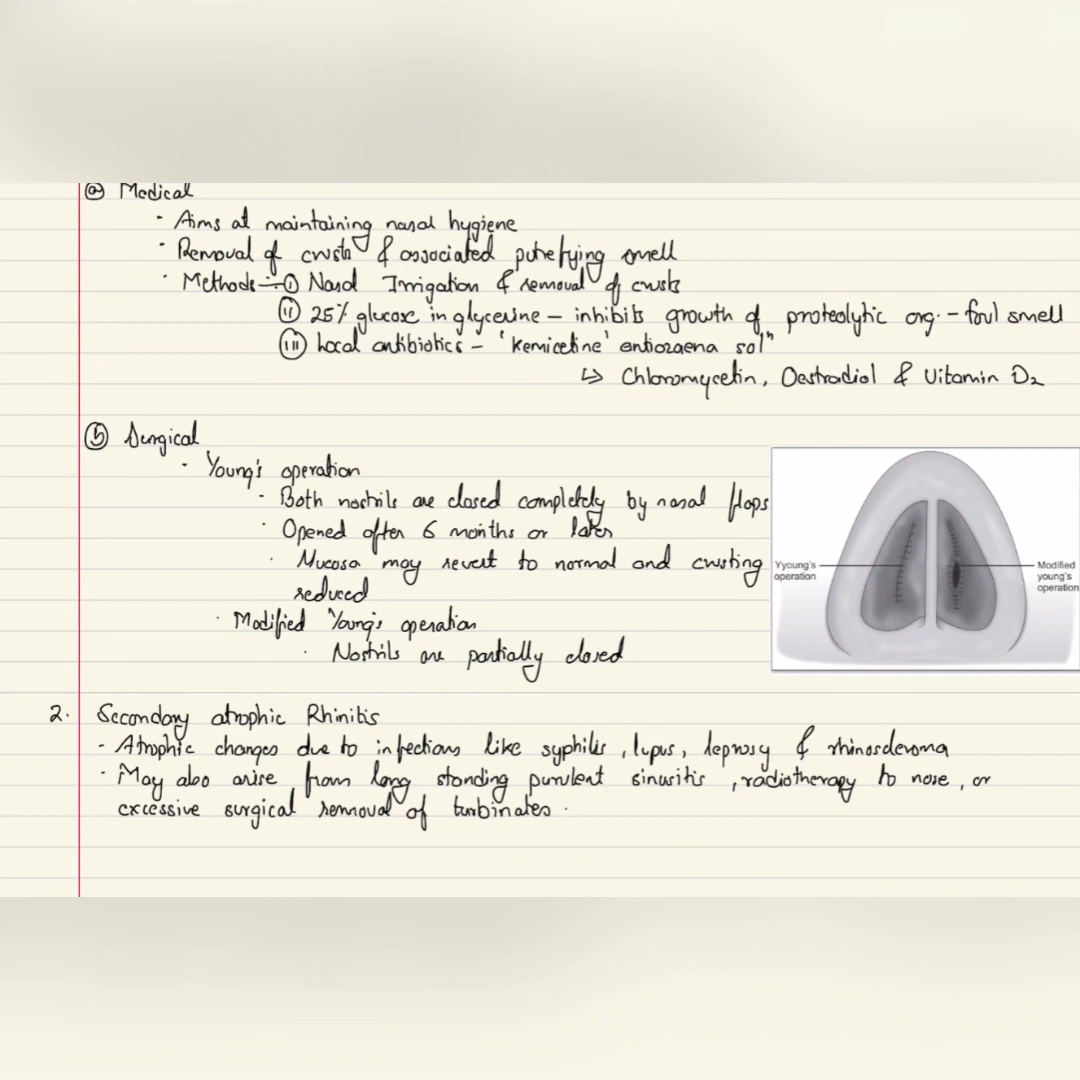 ⓐ Medical
· Aims at maintaining nasal hygiene
· Removal of crusts & associated putrefying smell
· Methods :- ⓘ Nasal Irrigation & removal of crusts
ⓘⓘ 25% glucose in glycerine – inhibits growth of proteolytic org. – foul smell
ⓘⓘⓘ Local antibiotics – 'Kemicetine' antiozaena sol"
↳ Chloromycetin, Oestradiol & Vitamin D₂
ⓑ Surgical
· Young's operation
· Both nostrils are closed completely by nasal flaps
· Opened after 6 months or later
· Mucosa may revert to normal and crusting
reduced
· Modified Young's operation
· Nostrils are partially closed
Yyoung's
operation
Modified
young's
operation
2. Secondary atrophic Rhinitis
- Atrophic changes due to infections like syphilis, lupus, leprosy & rhinoscleroma
· May also arise from long standing purulent sinusitis, radiotherapy to nose, or
excessive surgical removal of turbinates.